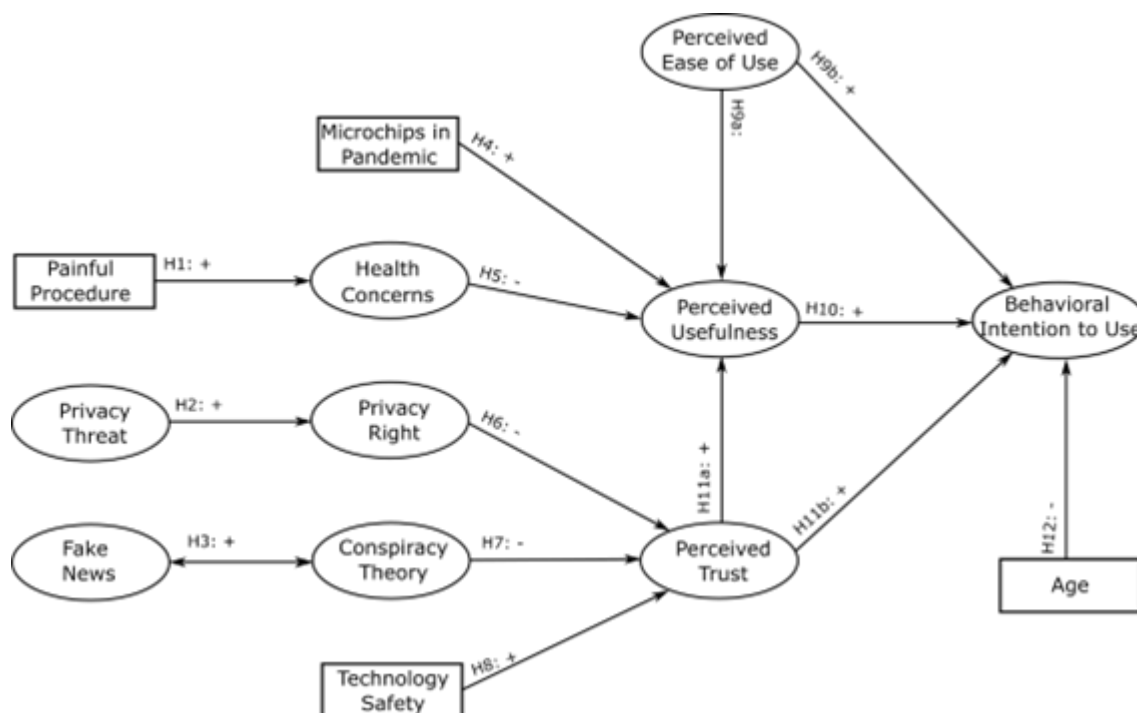 Perceived
Ease of Use
H9b: +
H9a:
Microchips in
Pandemic
H4: +
Painful
Procedure
H1: +
Health
Concerns
H5: -
Perceived
Usefulness
H10: +
Behavioral
Intention to Use
Privacy
Threat
H2: +
Privacy
Right
H6: -
H11a: +
H11b: +
H12: -
Fake
News
H3: +
Conspiracy
Theory
H7: -
Perceived
Trust
Age
H8: +
Technology
Safety